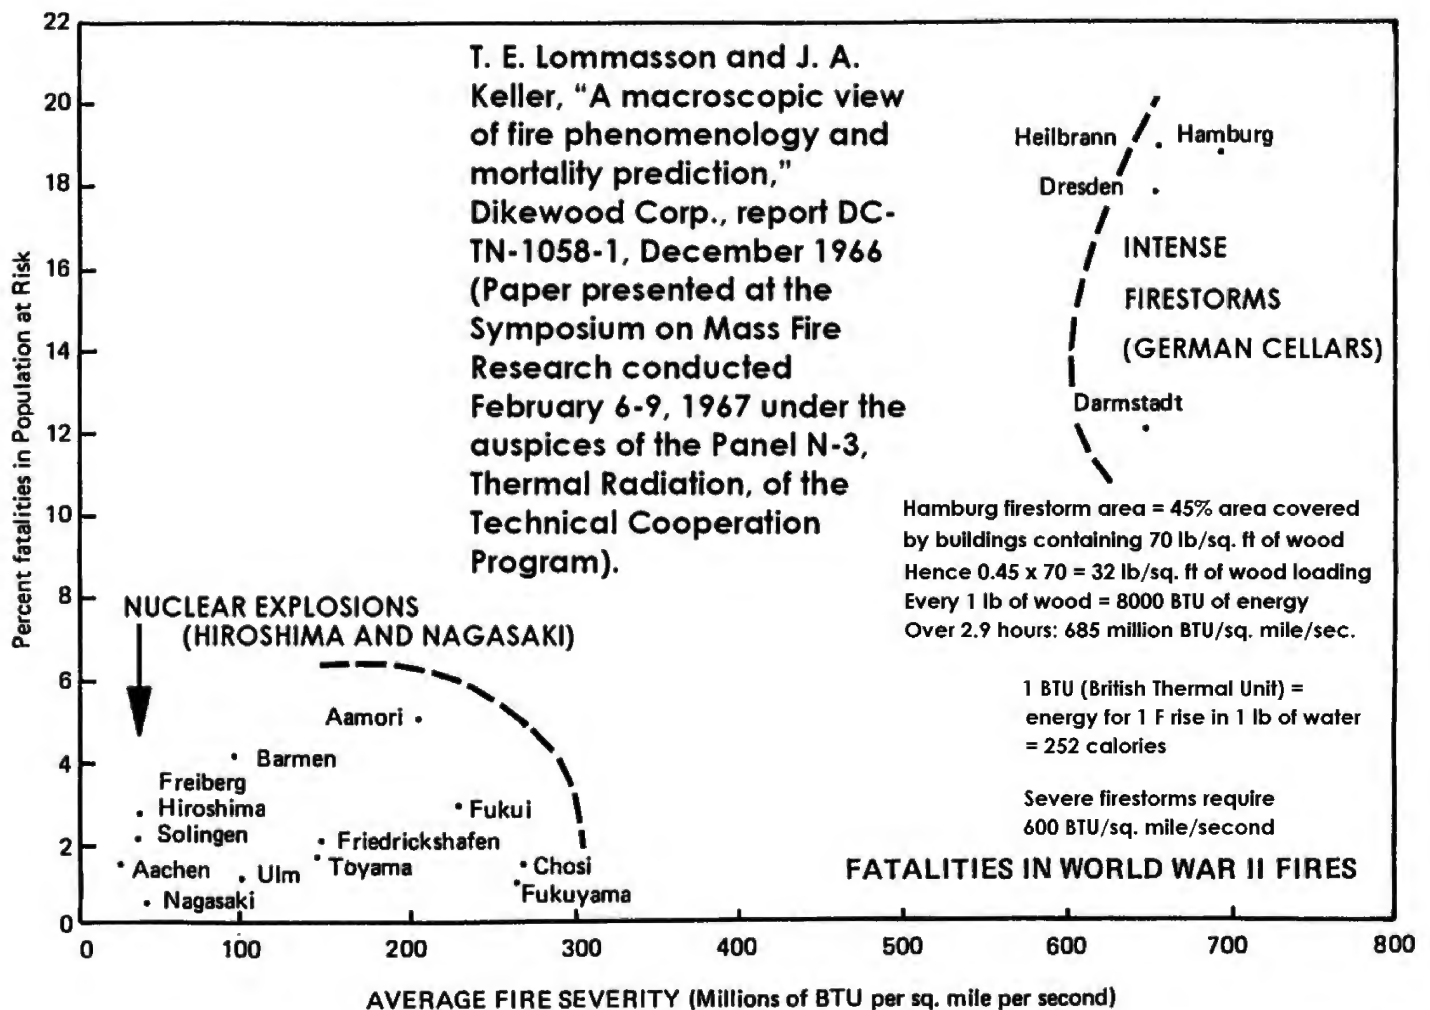 22
20
18
16
14
12
10
8
6
4
2
0
Percent fatalities in Population at Risk
T. E. Lommasson and J. A.
Keller, “A macroscopic view
of fire phenomenology and
mortality prediction,”
Dikewood Corp., report DC-
TN-1058-1, December 1966
(Paper presented at the
Symposium on Mass Fire
Research conducted
February 6-9, 1967 under the
auspices of the Panel N-3,
Thermal Radiation, of the
Technical Cooperation
Program).
Heilbrann
Hamburg
Dresden
INTENSE
FIRESTORMS
(GERMAN CELLARS)
Darmstadt
Hamburg firestorm area = 45% area covered
by buildings containing 70 lb/sq. ft of wood
Hence 0.45 x 70 = 32 lb/sq. ft of wood loading
Every 1 lb of wood = 8000 BTU of energy
Over 2.9 hours: 685 million BTU/sq. mile/sec.
1 BTU (British Thermal Unit) =
energy for 1 F rise in 1 lb of water
= 252 calories
Severe firestorms require
600 BTU/sq. mile/second
FATALITIES IN WORLD WAR II FIRES
NUCLEAR EXPLOSIONS
(HIROSHIMA AND NAGASAKI)
Aamori
Barmen
Freiberg
Hiroshima
Solingen
Aachen
Nagasaki
Ulm
Friedrickshafen
Toyama
Fukui
Chosi
Fukuyama
0 100 200 300 400 500 600 700 800
AVERAGE FIRE SEVERITY (Millions of BTU per sq. mile per second)